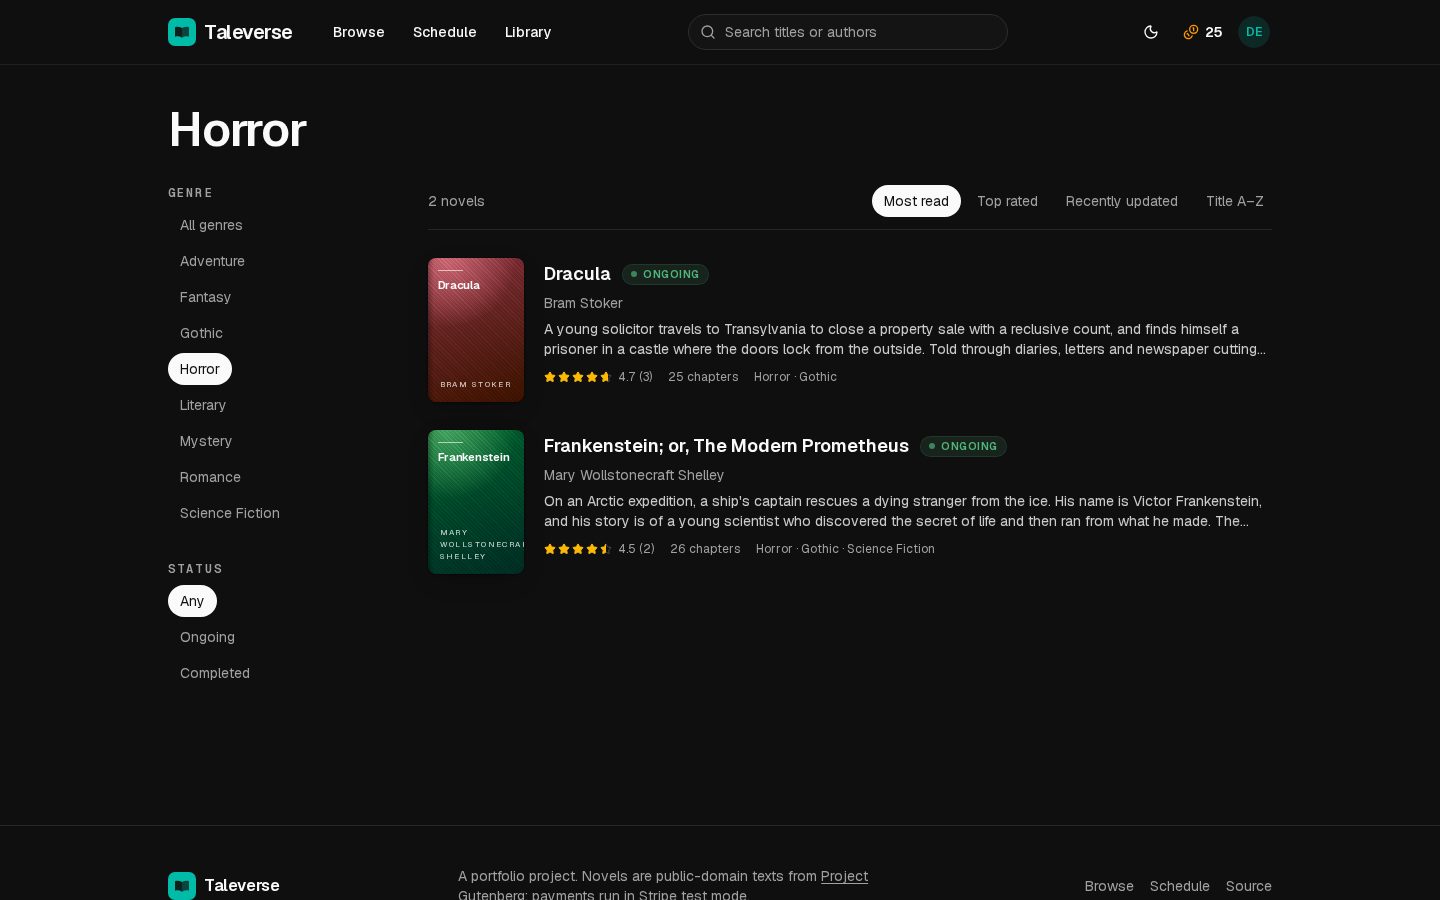 Taleverse
Browse
Schedule
Library
Search titles or authors
25
DE
Horror
GENRE
All genres
Adventure
Fantasy
Gothic
Horror
Literary
Mystery
Romance
Science Fiction
STATUS
Any
Ongoing
Completed
2 novels
Most read
Top rated
Recently updated
Title A–Z
Dracula
BRAM STOKER
Dracula
ONGOING
Bram Stoker
A young solicitor travels to Transylvania to close a property sale with a reclusive count, and finds himself a
prisoner in a castle where the doors lock from the outside. Told through diaries, letters and newspaper cutting…
4.7 (3)
25 chapters
Horror · Gothic
Frankenstein
MARY
WOLLSTONECRAF
SHELLEY
Frankenstein; or, The Modern Prometheus
ONGOING
Mary Wollstonecraft Shelley
On an Arctic expedition, a ship's captain rescues a dying stranger from the ice. His name is Victor Frankenstein,
and his story is of a young scientist who discovered the secret of life and then ran from what he made. The…
4.5 (2)
26 chapters
Horror · Gothic · Science Fiction
Taleverse
A portfolio project. Novels are public-domain texts from Project
Gutenberg; payments run in Stripe test mode.
Browse
Schedule
Source